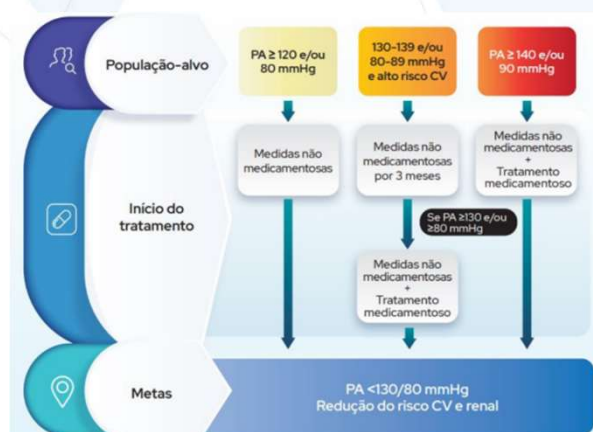 População-alvo
PA ≥ 120 e/ou
80 mmHg
130-139 e/ou
80-89 mmHg
e alto risco CV
PA ≥ 140 e/ou
90 mmHg
Início do
tratamento
Medidas não
medicamentosas
Medidas não
medicamentosas
por 3 meses
Medidas não
medicamentosas
+
Tratamento
medicamentoso
Se PA ≥130 e/ou
≥80 mmHg
Medidas não
medicamentosas
+
Tratamento
medicamentoso
Metas
PA <130/80 mmHg
Redução do risco CV e renal